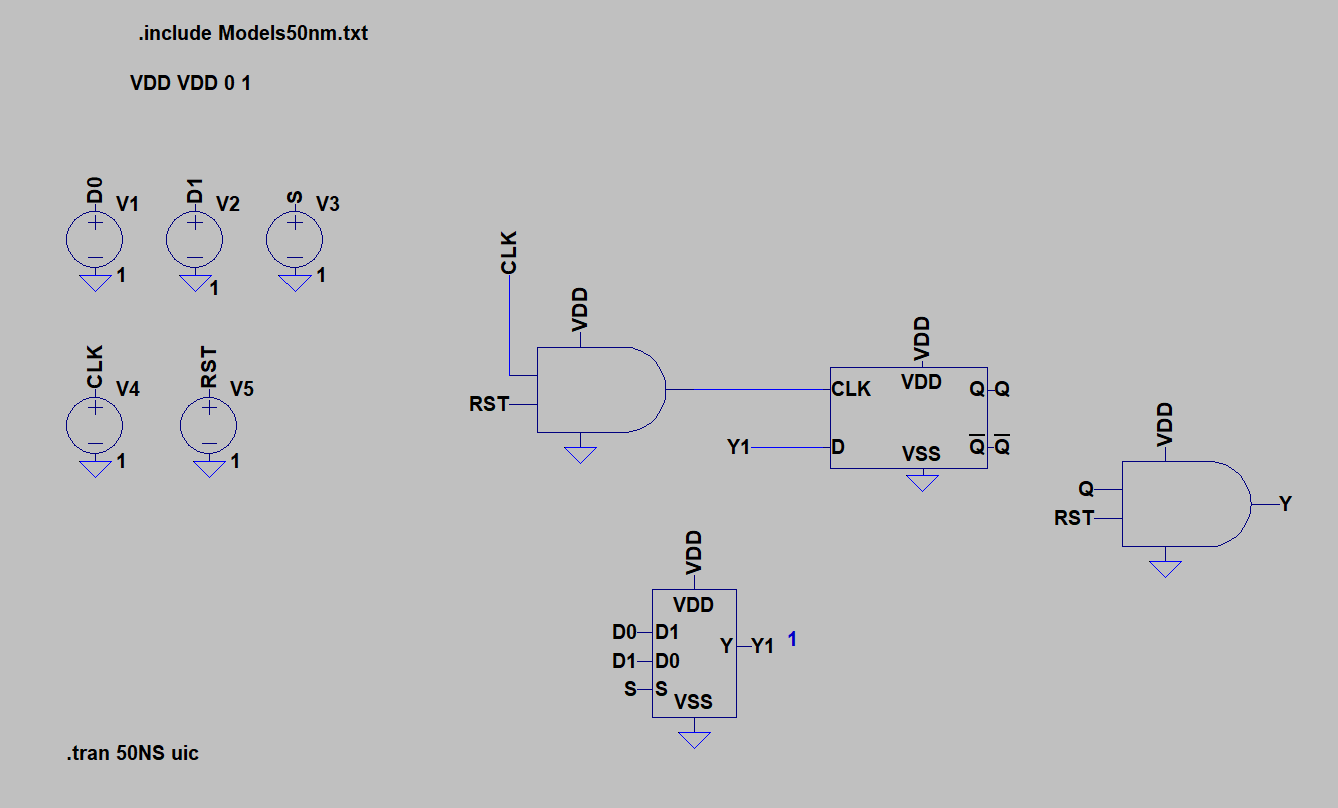 .include Models50nm.txt
VDD VDD 0 1
D0
V1
1
D1
V2
1
S
V3
1
CLK
V4
1
RST
V5
1
CLK
VDD
RST
VDD
VDD
CLK
Q
Q
Y1
D
VSS
Q̅
Q̅
VDD
Q
RST
Y
VDD
VDD
D0
D1
D1
D0
S
S
Y
Y1
1
VSS
.tran 50NS uic